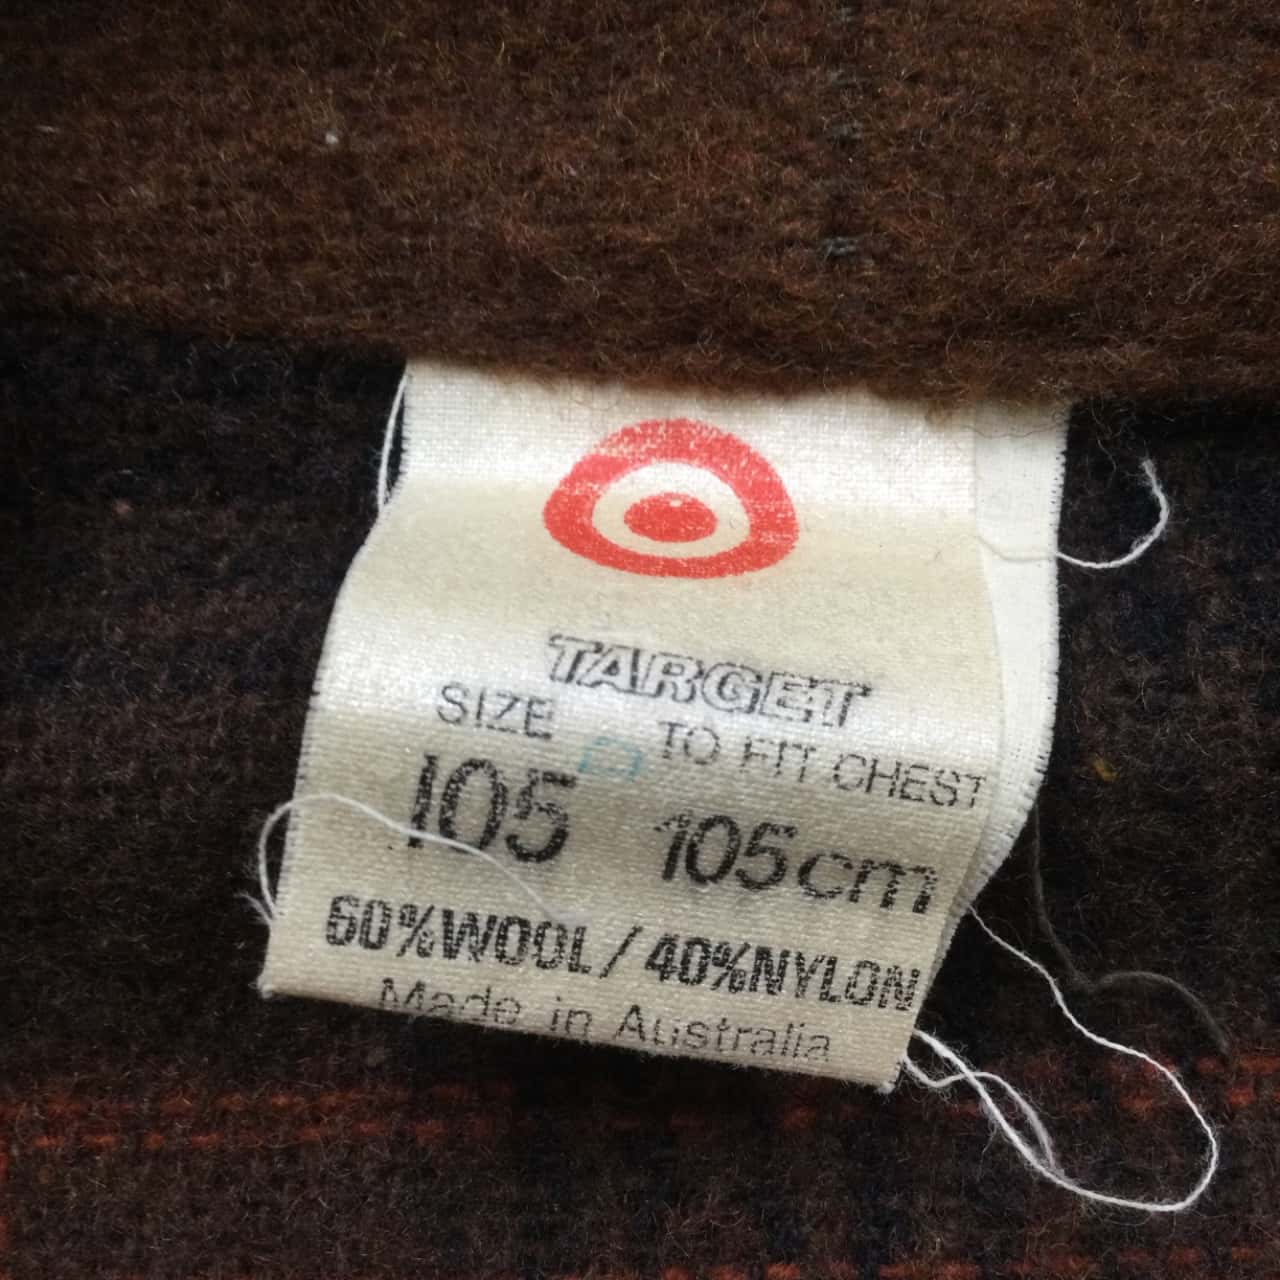 TARGET
SIZE TO FIT CHEST
105 105cm
60%WOOL/40%NYLON
Made in Australia